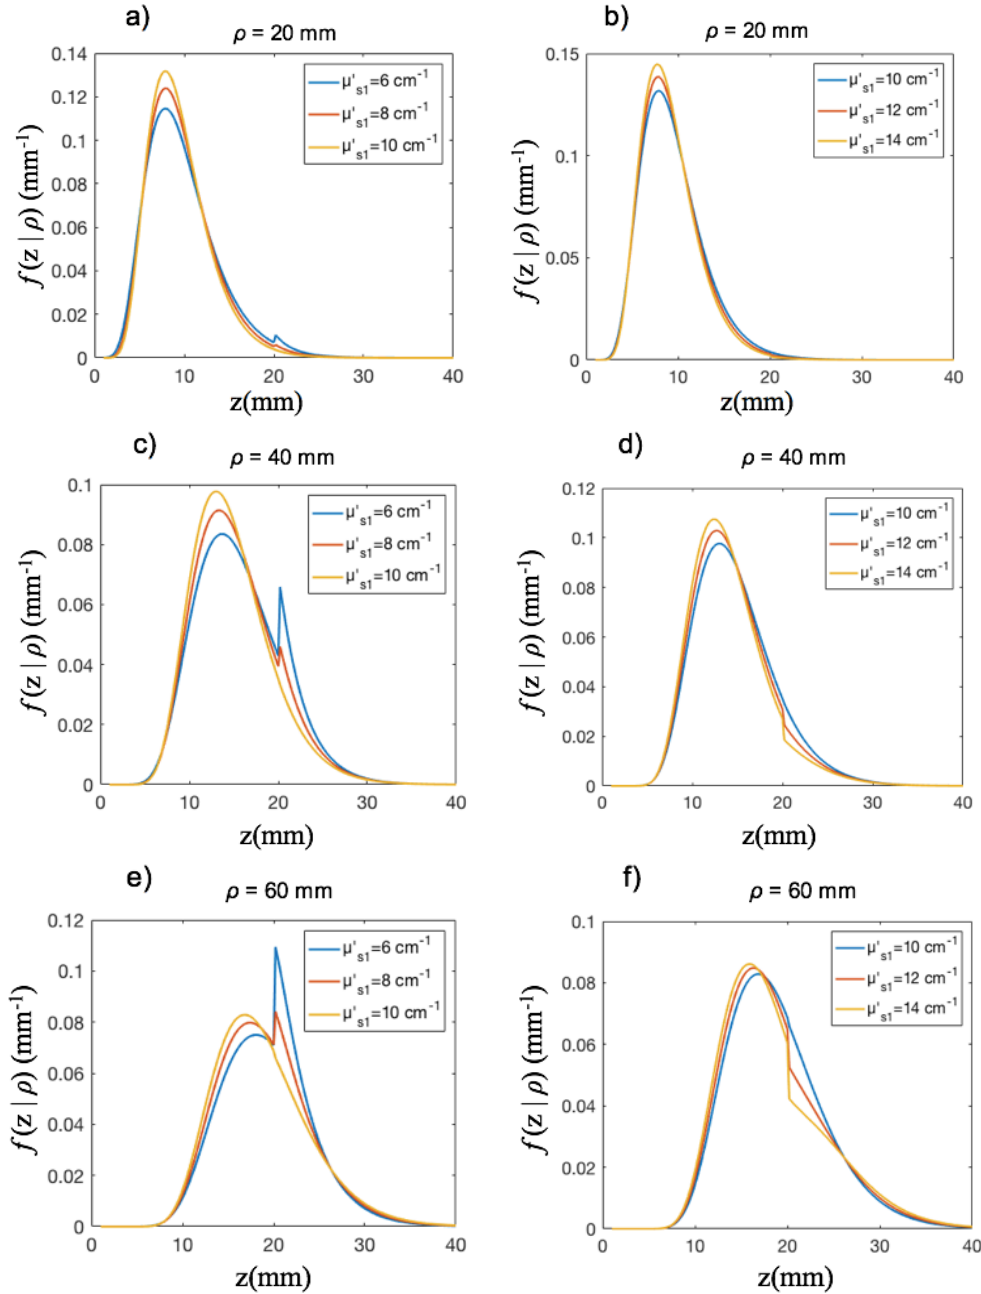 a)
ρ = 20 mm
f (z | ρ) (mm⁻¹)
0.14
0.12
0.1
0.08
0.06
0.04
0.02
0
μ'ₛ₁=6 cm⁻¹
μ'ₛ₁=8 cm⁻¹
μ'ₛ₁=10 cm⁻¹
0 10 20 30 40
z(mm)
b)
ρ = 20 mm
f (z | ρ) (mm⁻¹)
0.15
0.1
0.05
0
μ'ₛ₁=10 cm⁻¹
μ'ₛ₁=12 cm⁻¹
μ'ₛ₁=14 cm⁻¹
0 10 20 30 40
z(mm)
c)
ρ = 40 mm
f (z | ρ) (mm⁻¹)
0.1
0.08
0.06
0.04
0.02
0
μ'ₛ₁=6 cm⁻¹
μ'ₛ₁=8 cm⁻¹
μ'ₛ₁=10 cm⁻¹
0 10 20 30 40
z(mm)
d)
ρ = 40 mm
f (z | ρ) (mm⁻¹)
0.12
0.1
0.08
0.06
0.04
0.02
0
μ'ₛ₁=10 cm⁻¹
μ'ₛ₁=12 cm⁻¹
μ'ₛ₁=14 cm⁻¹
0 10 20 30 40
z(mm)
e)
ρ = 60 mm
f (z | ρ) (mm⁻¹)
0.12
0.1
0.08
0.06
0.04
0.02
0
μ'ₛ₁=6 cm⁻¹
μ'ₛ₁=8 cm⁻¹
μ'ₛ₁=10 cm⁻¹
0 10 20 30 40
z(mm)
f)
ρ = 60 mm
f (z | ρ) (mm⁻¹)
0.1
0.08
0.06
0.04
0.02
0
μ'ₛ₁=10 cm⁻¹
μ'ₛ₁=12 cm⁻¹
μ'ₛ₁=14 cm⁻¹
0 10 20 30 40
z(mm)